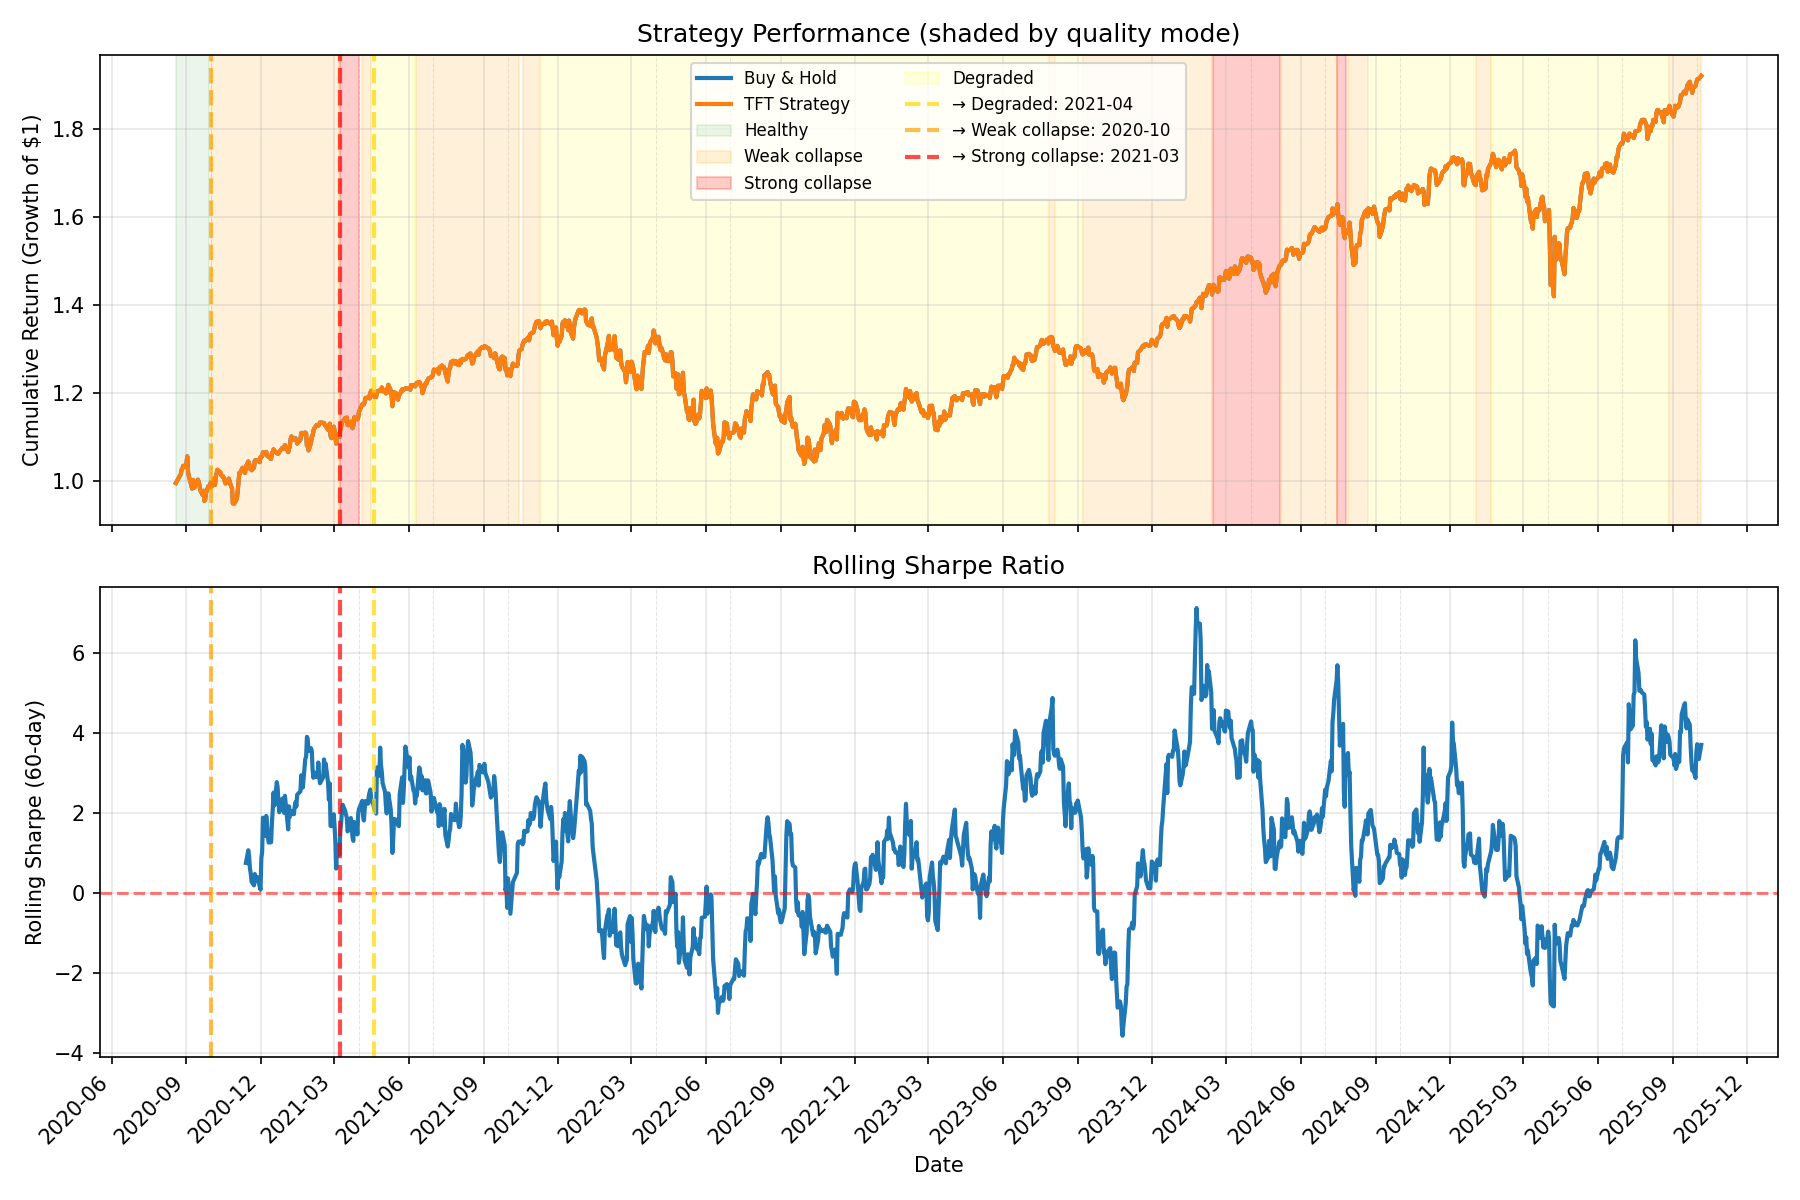 Strategy Performance (shaded by quality mode)
Cumulative Return (Growth of $1)
1.8
1.6
1.4
1.2
1.0
Buy & Hold
TFT Strategy
Healthy
Weak collapse
Strong collapse
Degraded
→ Degraded: 2021-04
→ Weak collapse: 2020-10
→ Strong collapse: 2021-03
Rolling Sharpe Ratio
Rolling Sharpe (60-day)
6
4
2
0
−2
−4
2020-06
2020-09
2020-12
2021-03
2021-06
2021-09
2021-12
2022-03
2022-06
2022-09
2022-12
2023-03
2023-06
2023-09
2023-12
2024-03
2024-06
2024-09
2024-12
2025-03
2025-06
2025-09
2025-12
Date